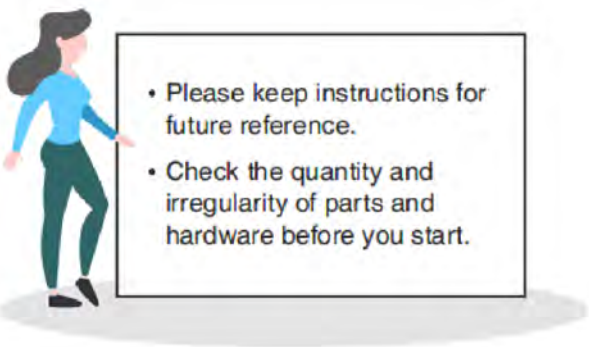 • Please keep instructions for
future reference.
• Check the quantity and
irregularity of parts and
hardware before you start.